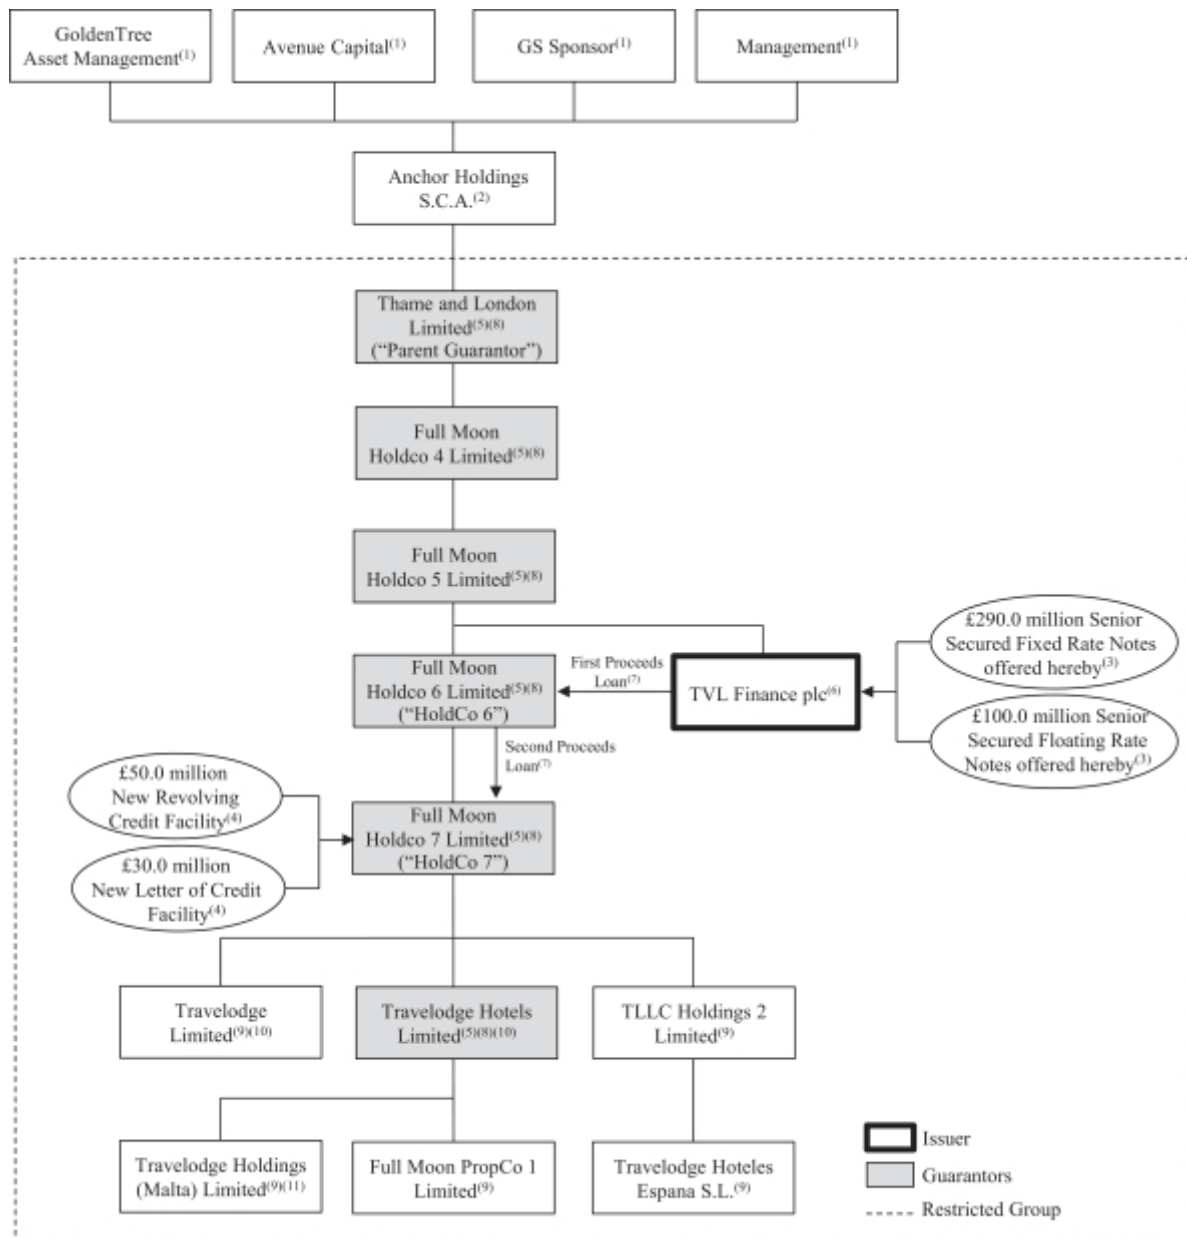 GoldenTree
Asset Management(1)
Avenue Capital(1)
GS Sponsor(1)
Management(1)
Anchor Holdings
S.C.A.(2)
Thame and London
Limited(5)(8)
(“Parent Guarantor”)
Full Moon
Holdco 4 Limited(5)(8)
Full Moon
Holdco 5 Limited(5)(8)
£290.0 million Senior
Secured Fixed Rate Notes
offered hereby(3)
Full Moon
Holdco 6 Limited(5)(8)
(“HoldCo 6”)
First Proceeds
Loan(7)
TVL Finance plc(6)
£100.0 million Senior
Secured Floating Rate
Notes offered hereby(3)
Second Proceeds
Loan(7)
£50.0 million
New Revolving
Credit Facility(4)
Full Moon
Holdco 7 Limited(5)(8)
(“HoldCo 7”)
£30.0 million
New Letter of Credit
Facility(4)
Travelodge
Limited(9)(10)
Travelodge Hotels
Limited(5)(8)(10)
TLLC Holdings 2
Limited(9)
Travelodge Holdings
(Malta) Limited(9)(11)
Full Moon PropCo 1
Limited(9)
Travelodge Hoteles
Espana S.L.(9)
Issuer
Guarantors
Restricted Group